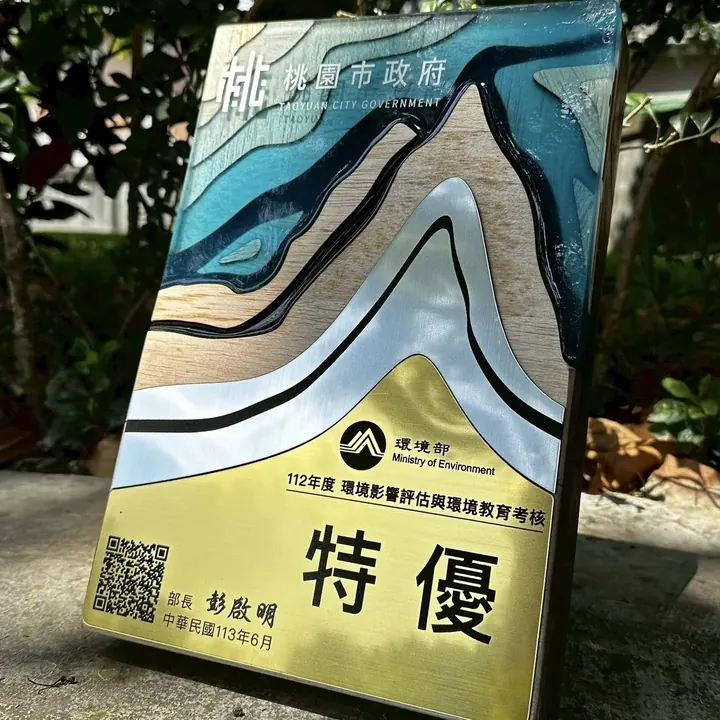 桃 桃園市政府
TAOYUAN CITY GOVERNMENT
環境部
Ministry of Environment
112年度 環境影響評估與環境教育考核
特優
部長 彭啟明
中華民國113年6月